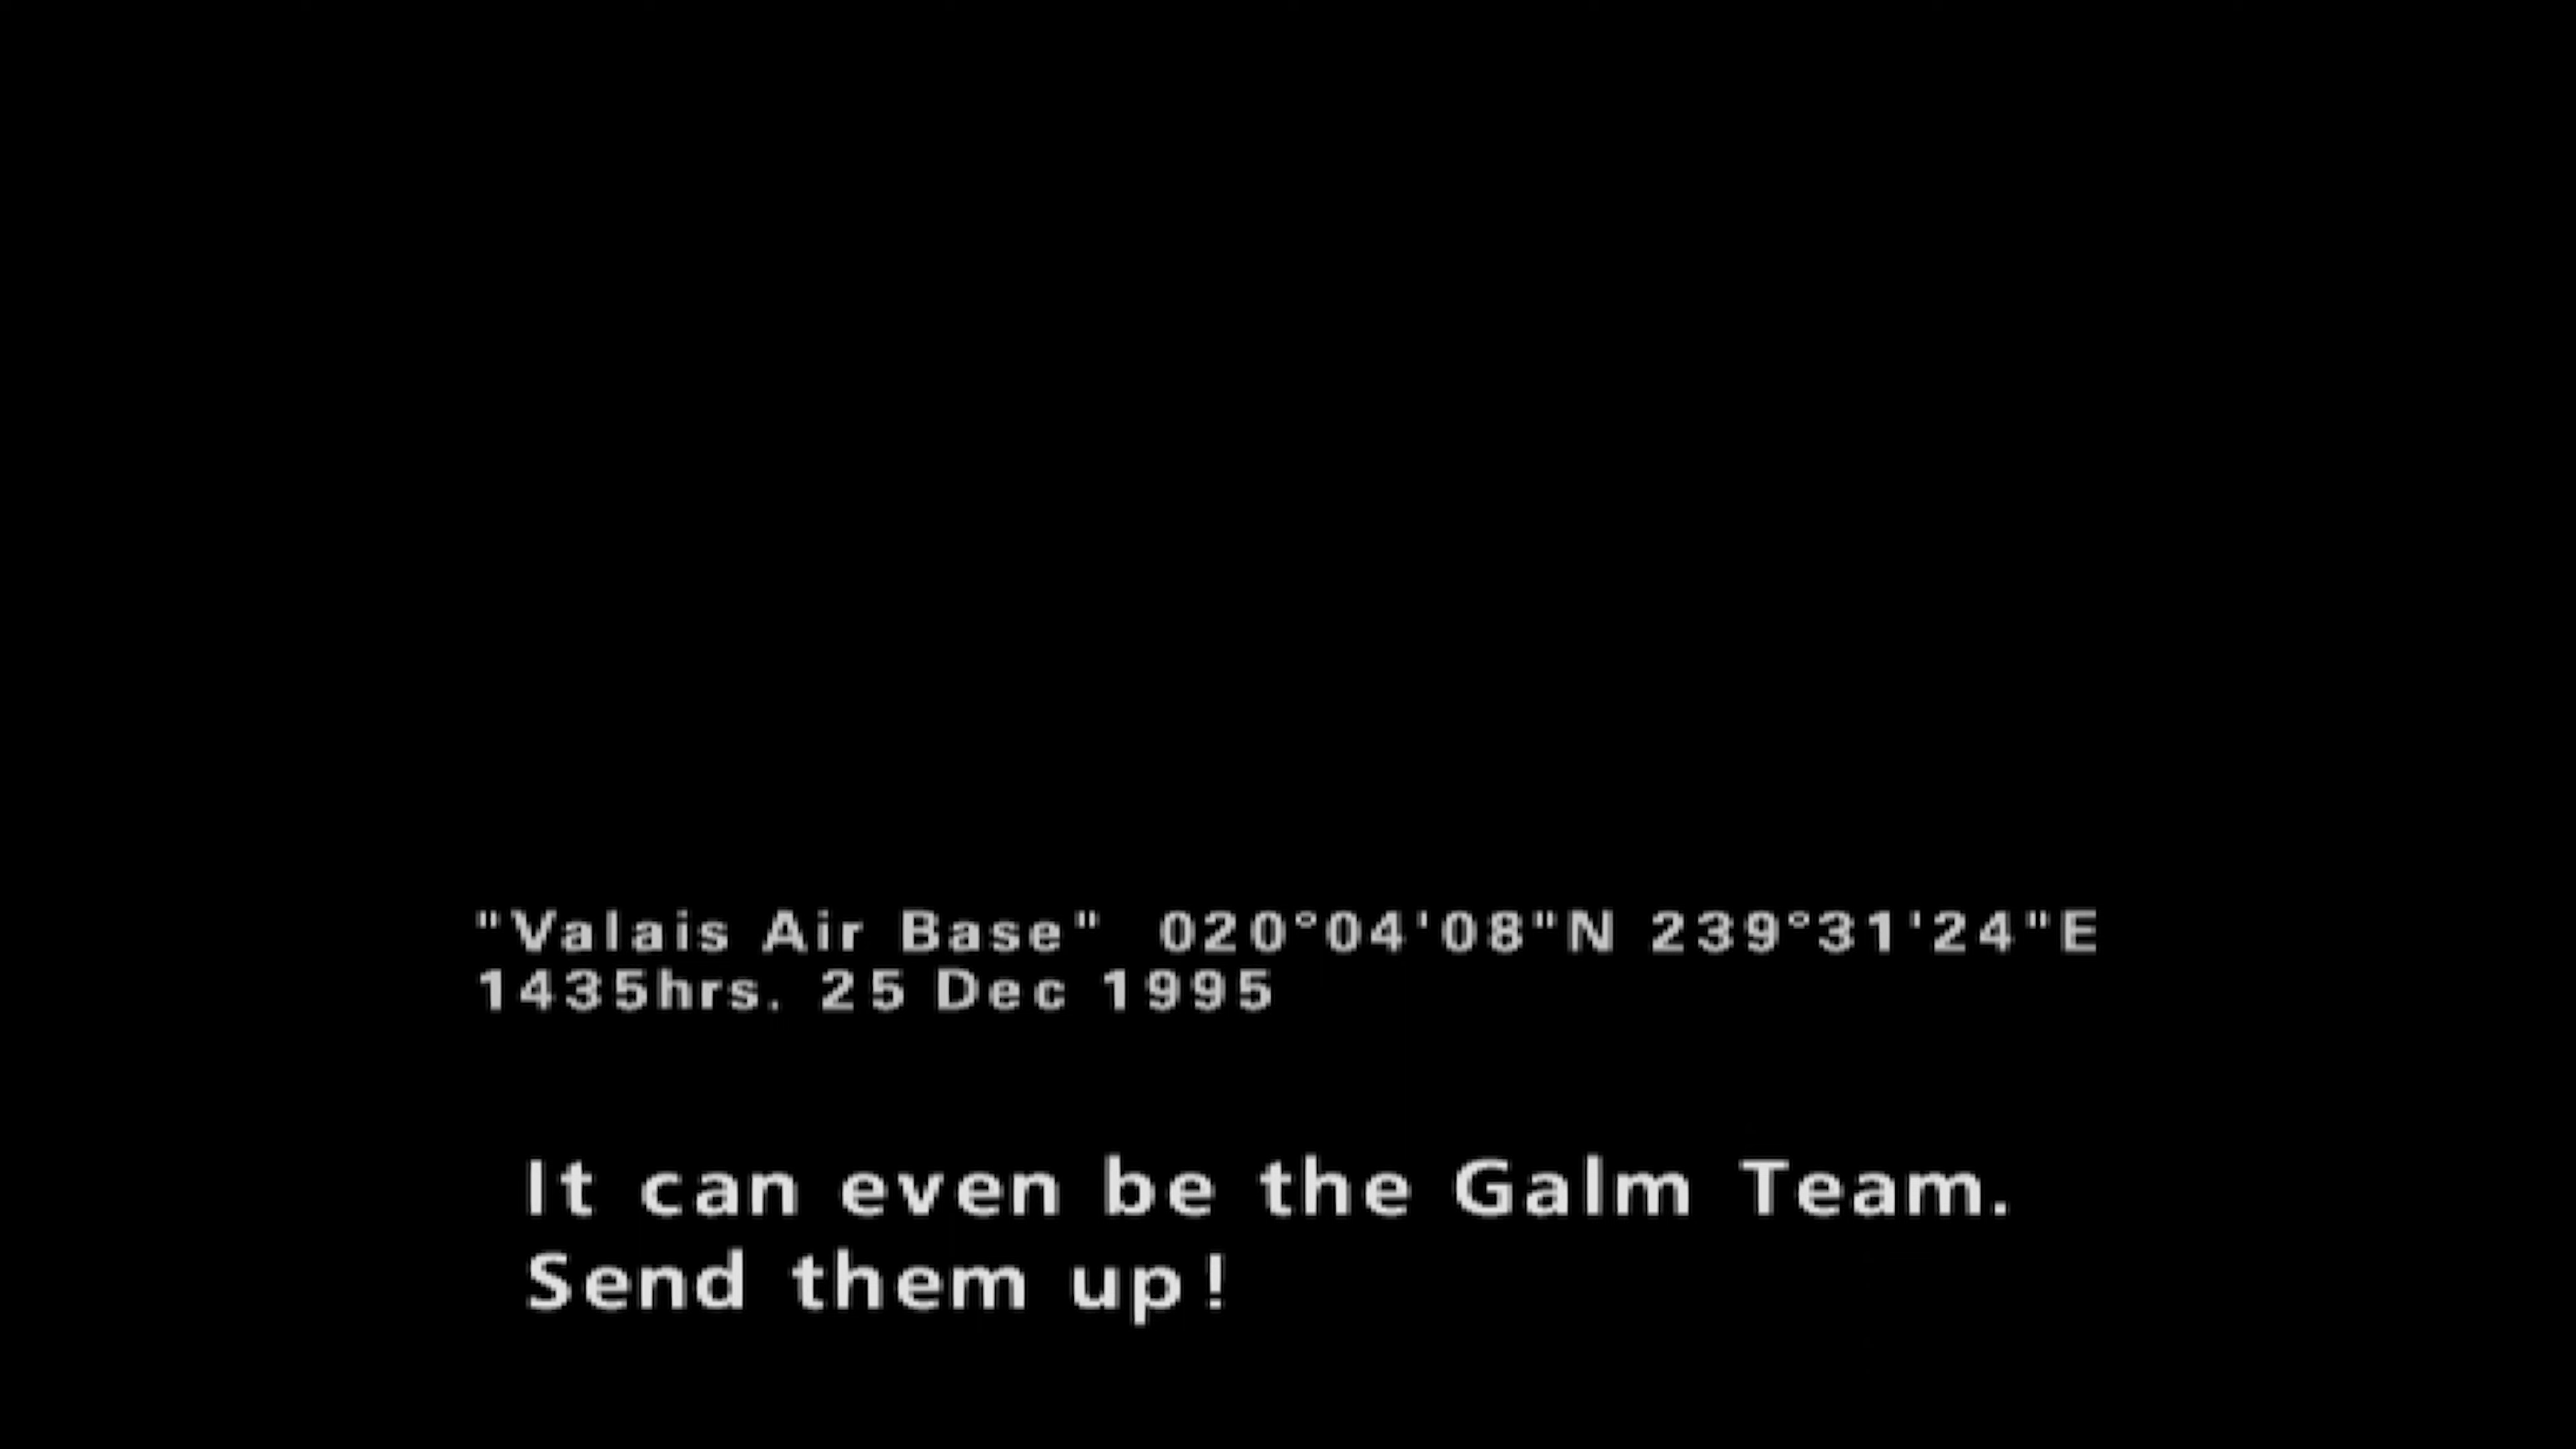 "Valais Air Base" 020°04'08"N 239°31'24"E
1435hrs. 25 Dec 1995
It can even be the Galm Team.
Send them up!